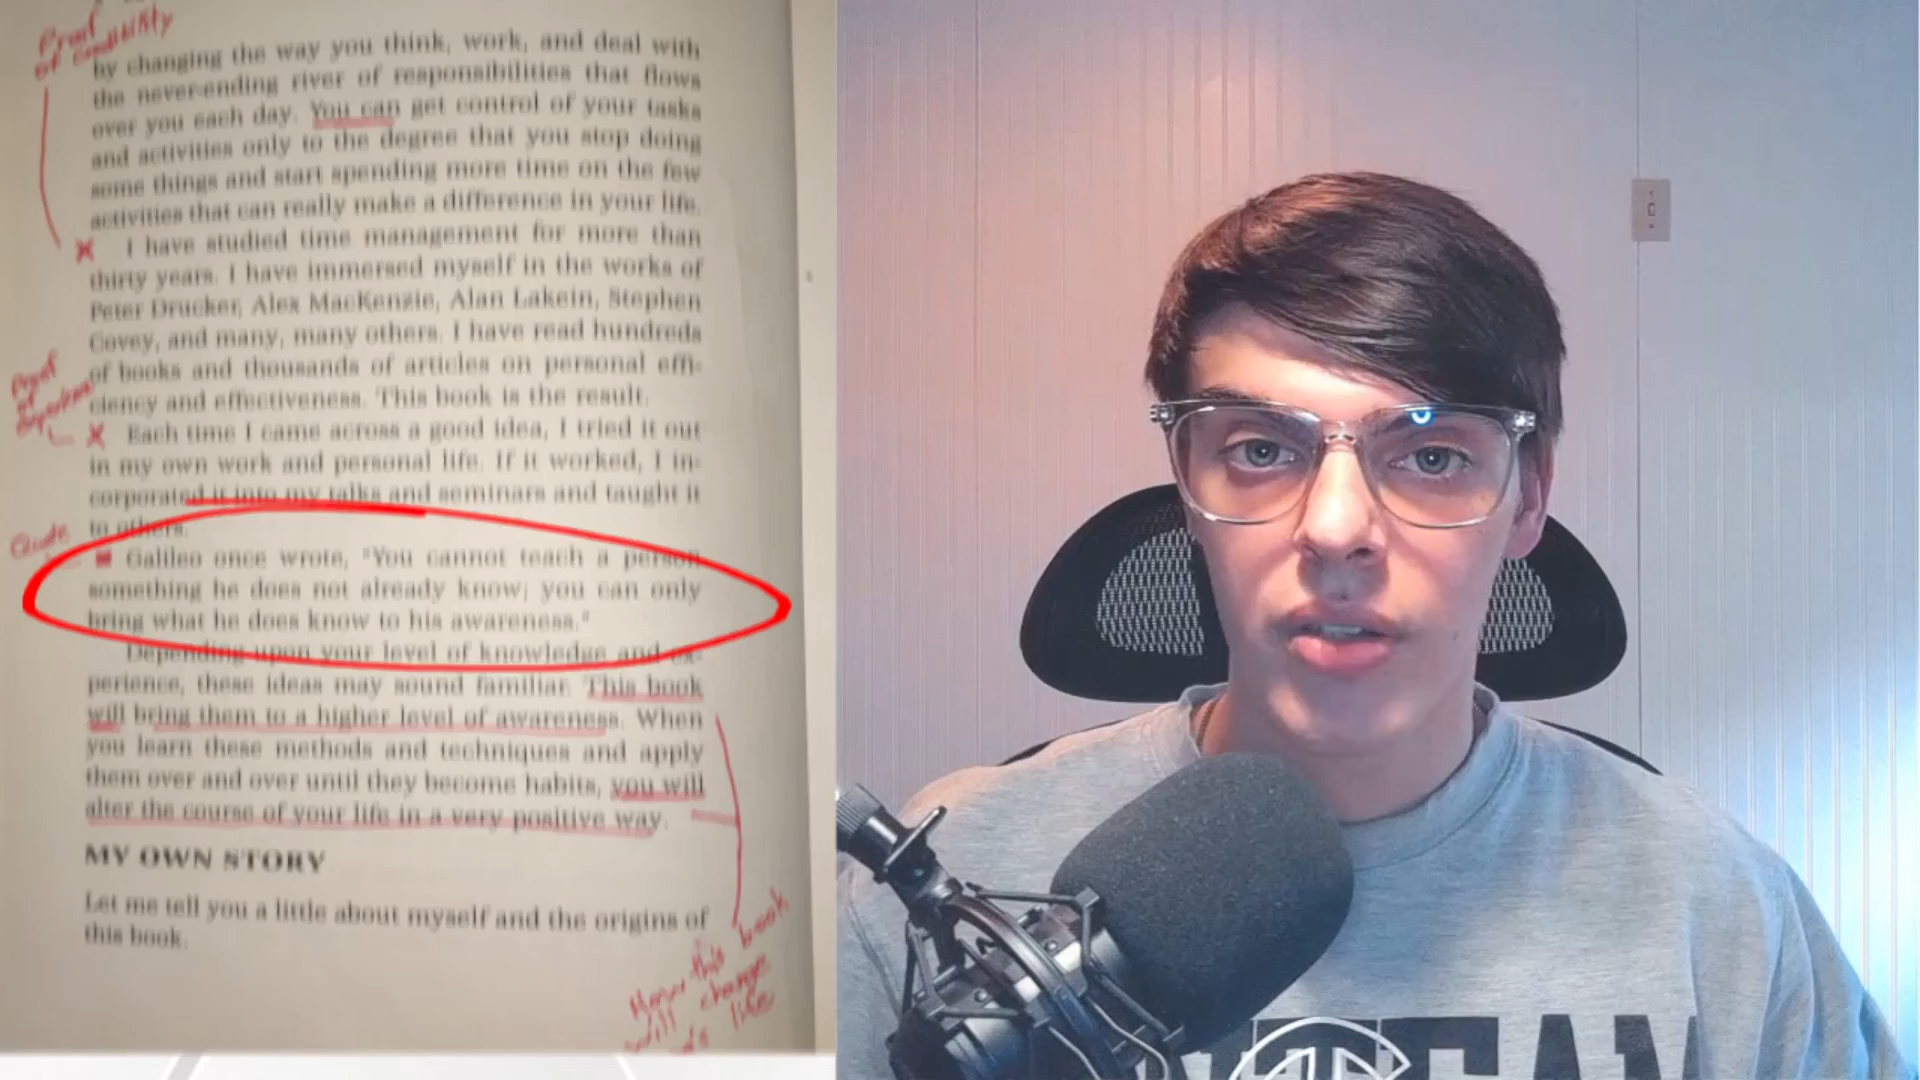 Proof
of credibility
by changing the way you think, work, and deal with
the never-ending river of responsibilities that flows
over you each day. You can get control of your tasks
and activities only to the degree that you stop doing
some things and start spending more time on the few
activities that can really make a difference in your life.
I have studied time management for more than
thirty years. I have immersed myself in the works of
Peter Drucker, Alex MacKenzie, Alan Lakein, Stephen
Covey, and many, many others. I have read hundreds
of books and thousands of articles on personal effi-
ciency and effectiveness. This book is the result.
Proof
of
Each time I came across a good idea, I tried it out
in my own work and personal life. If it worked, I in-
corporated it into my talks and seminars and taught it
to others.
Quote
Galileo once wrote, "You cannot teach a person
something he does not already know; you can only
bring what he does know to his awareness."
Depending upon your level of knowledge and ex-
perience, these ideas may sound familiar. This book
will bring them to a higher level of awareness. When
you learn these methods and techniques and apply
them over and over until they become habits, you will
alter the course of your life in a very positive way.
MY OWN STORY
Let me tell you a little about myself and the origins of
this book.
How this book
will change
life